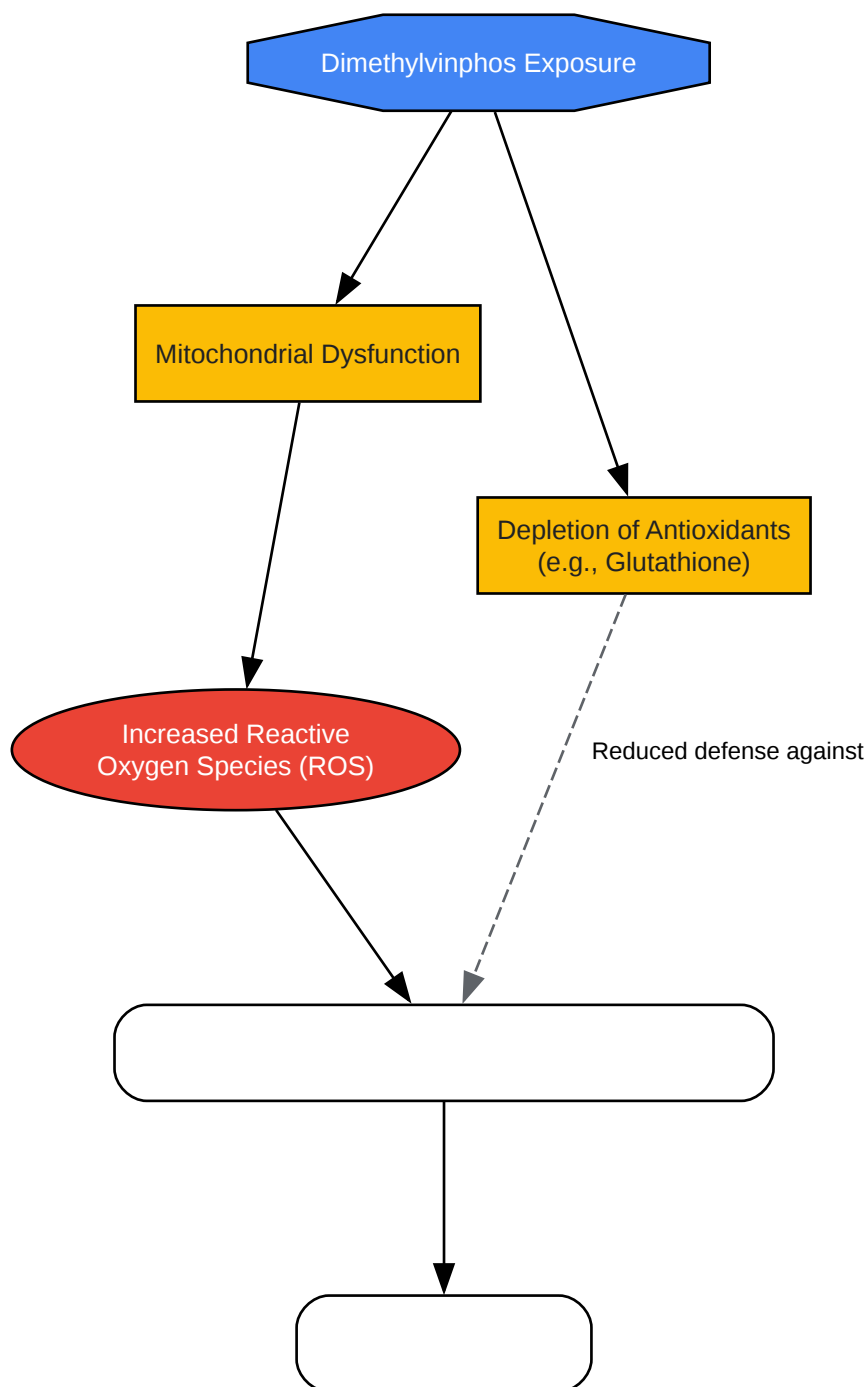 Dimethylvinphos Exposure
Mitochondrial Dysfunction
Depletion of Antioxidants
(e.g., Glutathione)
Increased Reactive
Oxygen Species (ROS)
Reduced defense against